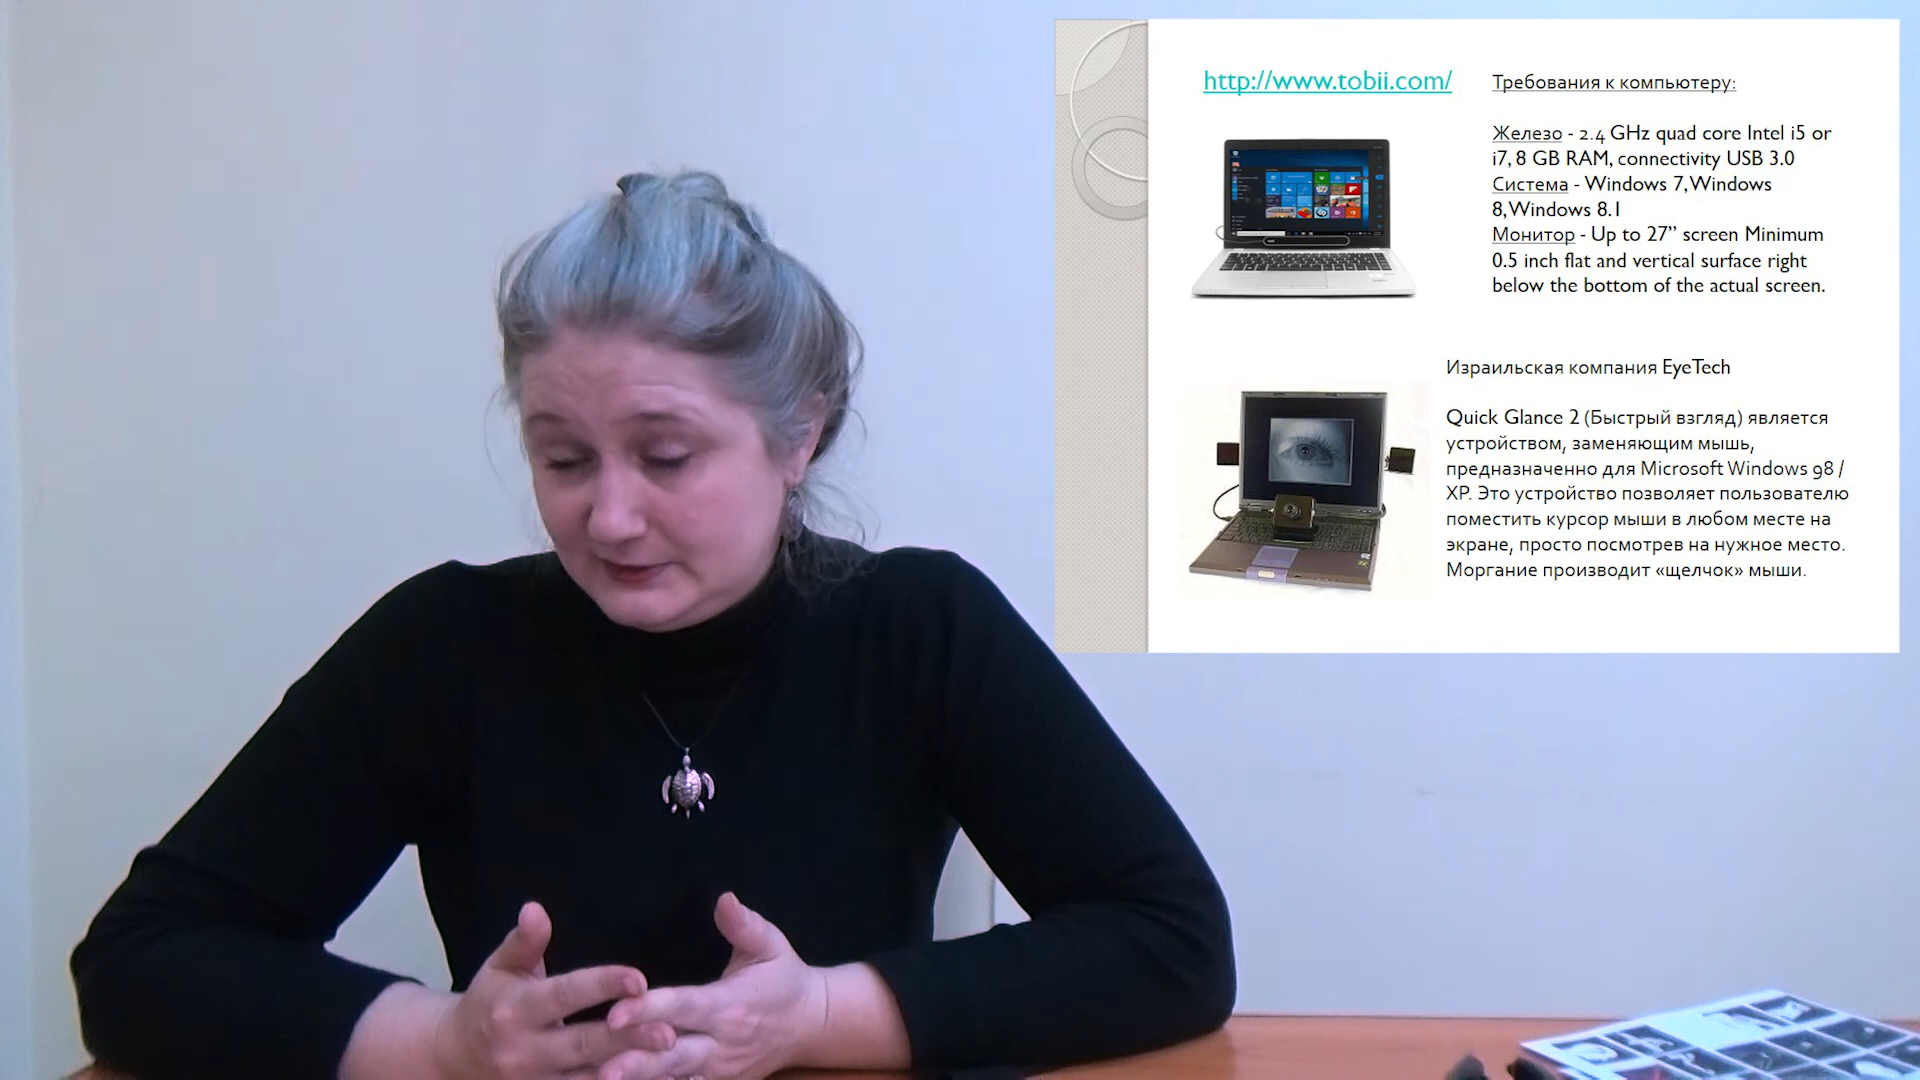 http://www.tobii.com/
Требования к компьютеру:
Железо - 2.4 GHz quad core Intel i5 or
i7, 8 GB RAM, connectivity USB 3.0
Система - Windows 7,Windows
8,Windows 8.1
Монитор - Up to 27” screen Minimum
0.5 inch flat and vertical surface right
below the bottom of the actual screen.
Израильская компания EyeTech
Quick Glance 2 (Быстрый взгляд) является
устройством, заменяющим мышь,
предназначенно для Microsoft Windows 98 /
XP. Это устройство позволяет пользователю
поместить курсор мыши в любом месте на
экране, просто посмотрев на нужное место.
Моргание производит «щелчок» мыши.